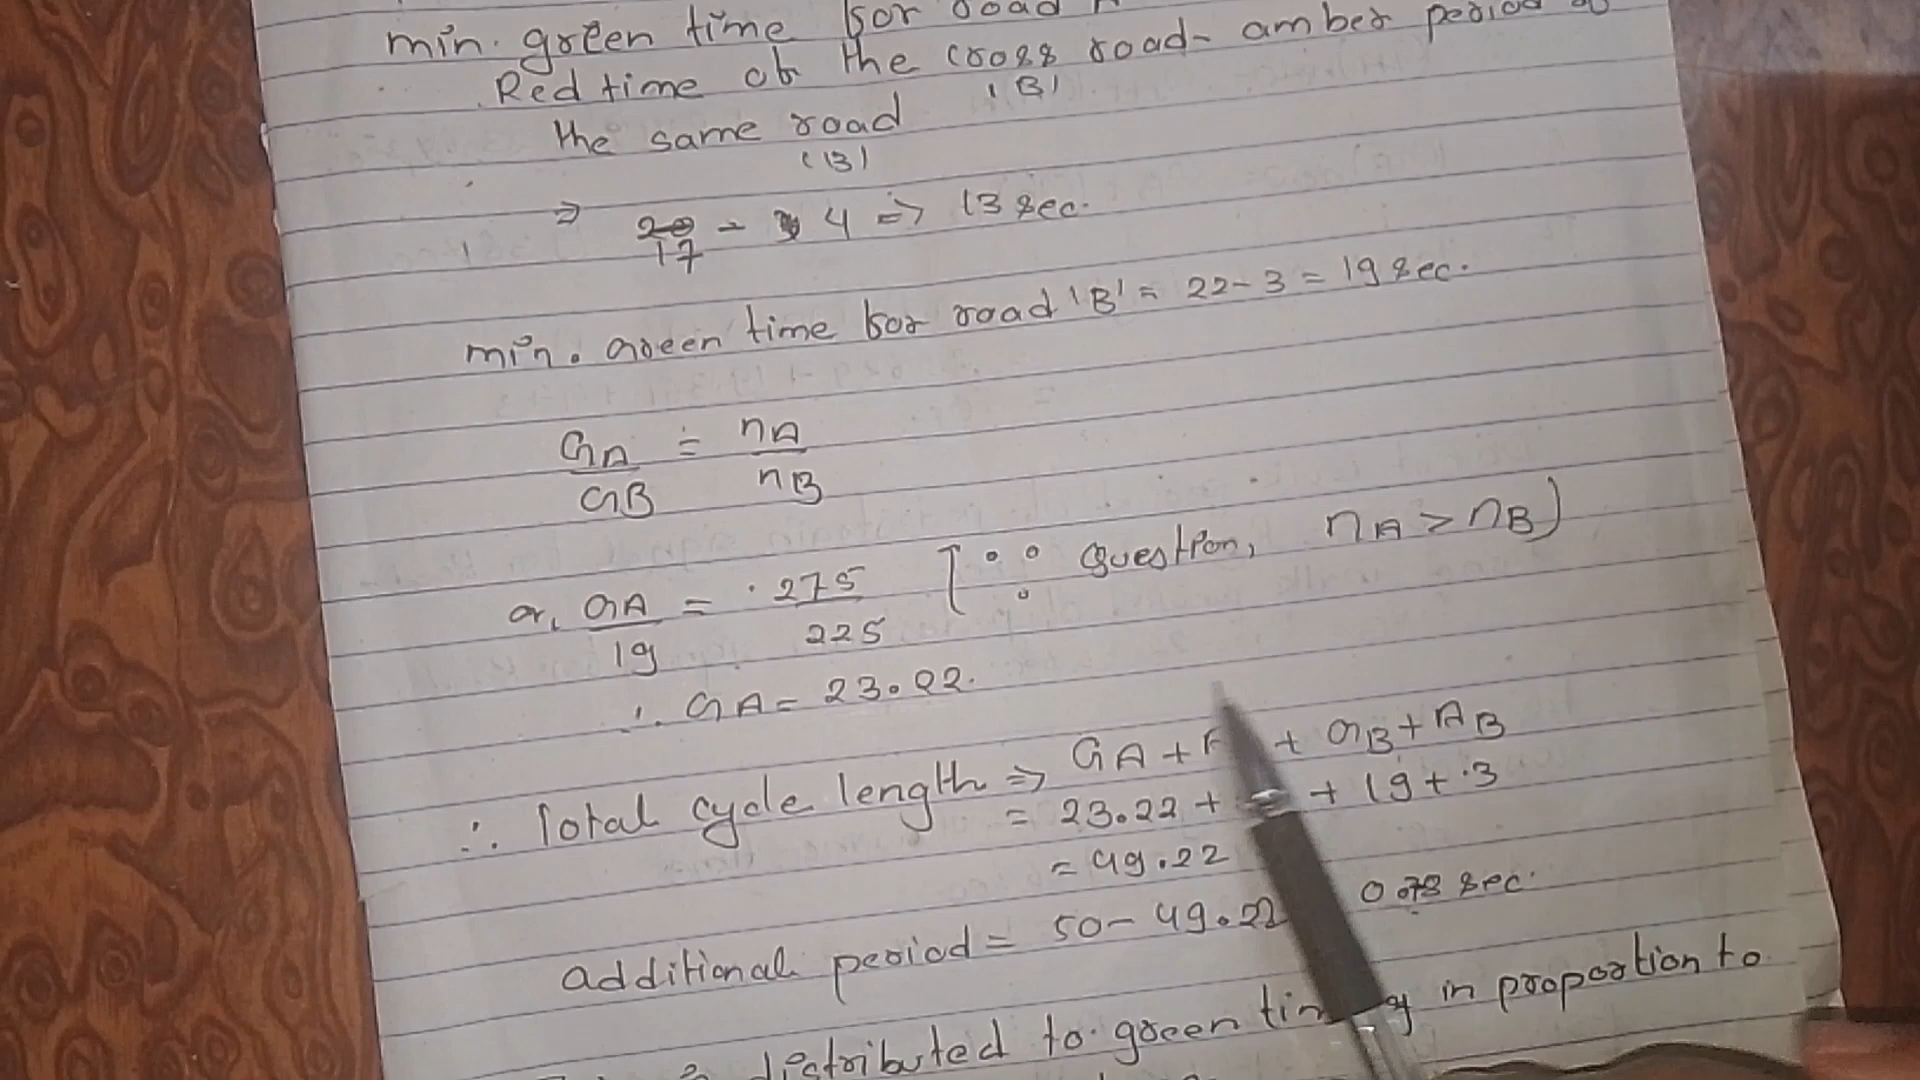 min. green time for road
Red time of the cross road - amber period of
(B)
the same road
(B)
⇒ 20 17 - 4 => 13 sec.
min. green time for road 'B' = 22-3 = 19 sec.
GA/GB = nA/nB
or, GA/19 = 275/225 [∵ question, nA > nB)
∴ GA = 23.22.
∴ Total cycle length => GA + + GB + AB
= 23.22 + + 19 + 3
= 49.22
additional period = 50 - 49.22 0.78 sec.
distributed to green in proportion to